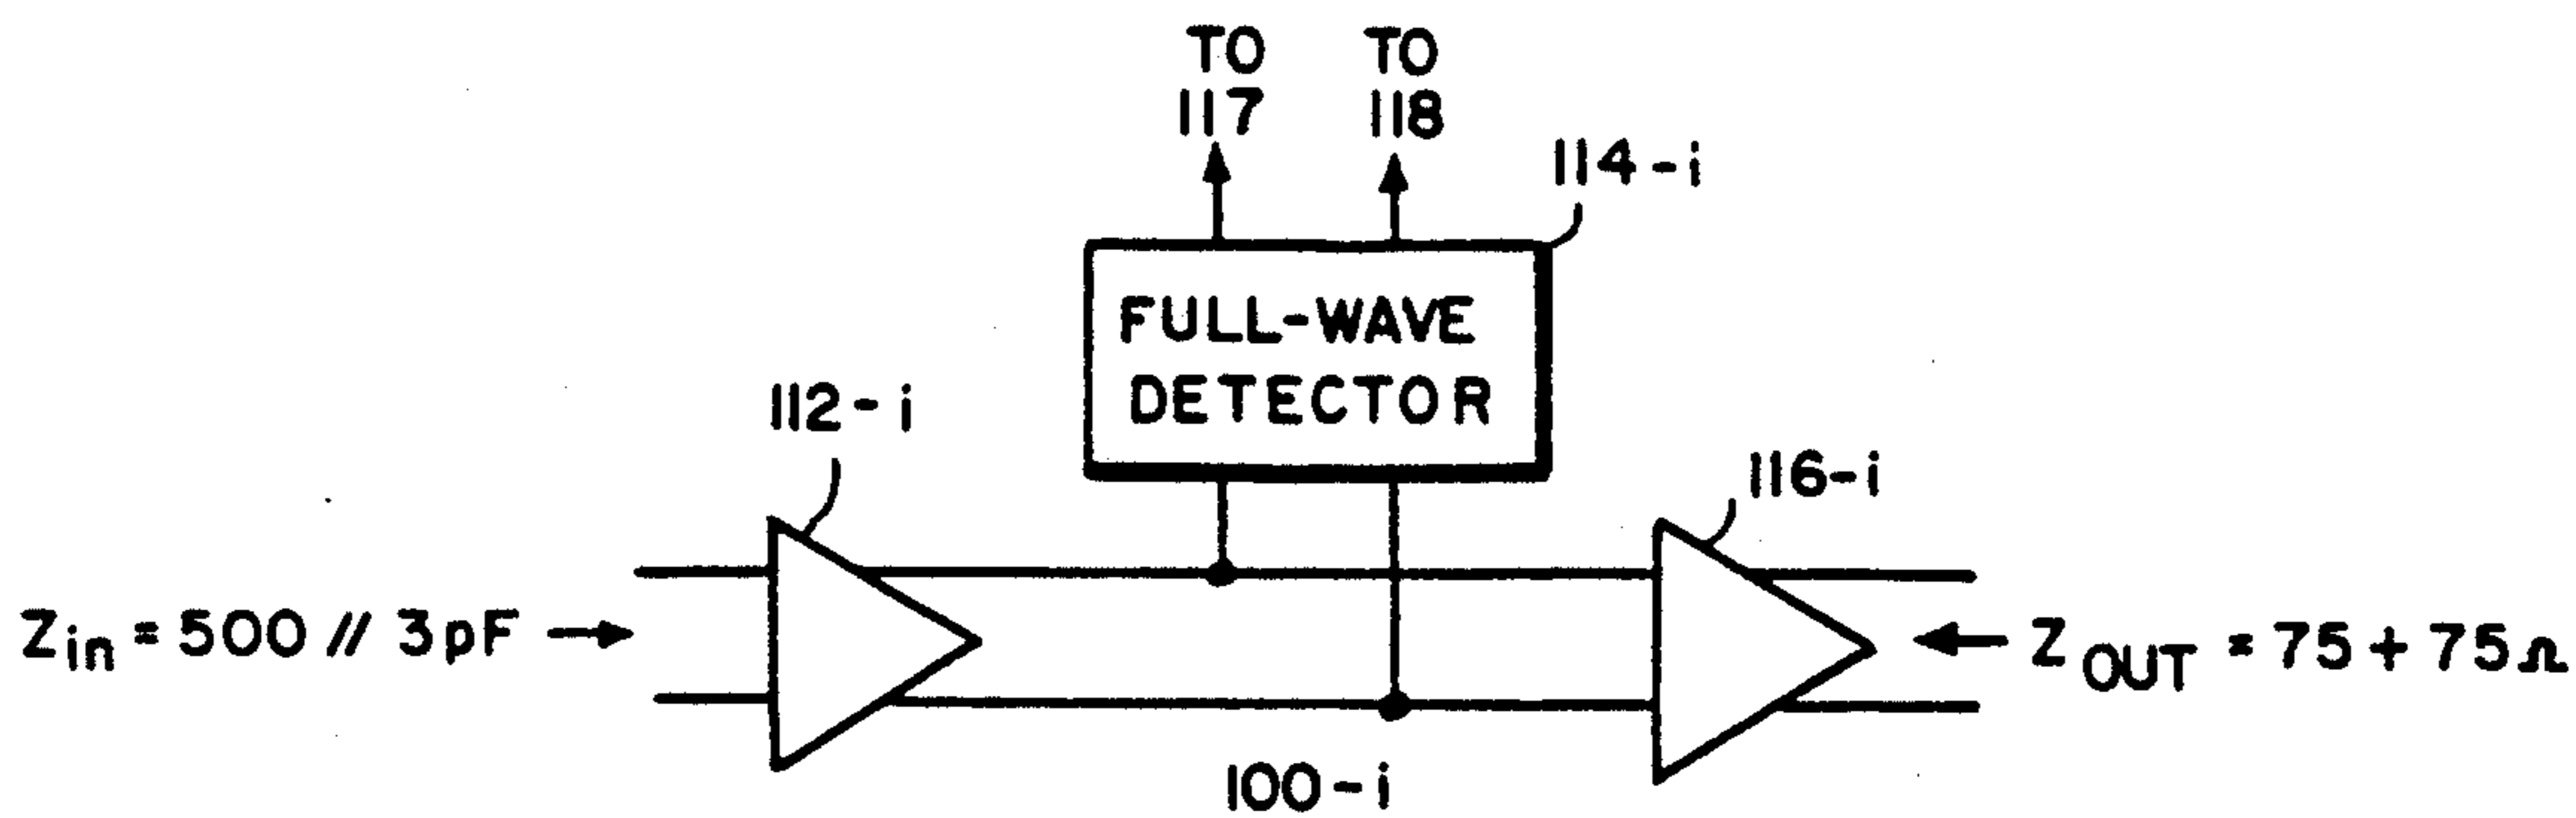 TO
117
TO
118
114-i
FULL-WAVE
DETECTOR
112-i
116-i
Zin = 500 // 3pF
ZOUT = 75 + 75Ω
100-i